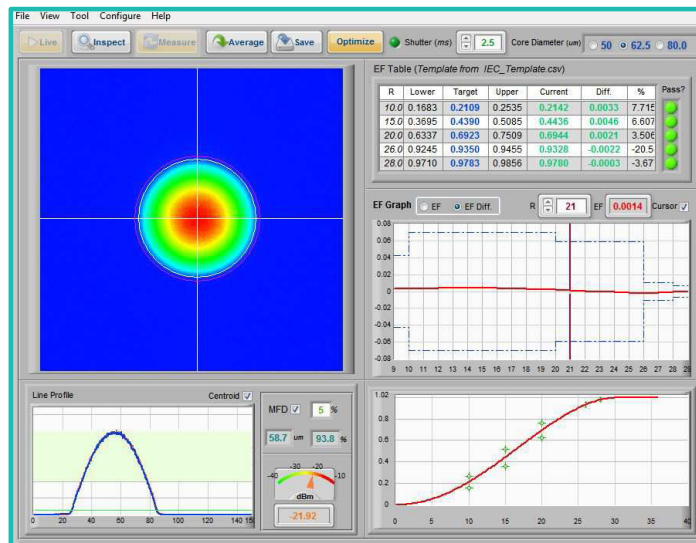 File View Tool Configure Help
Live Inspect Measure Average Save Optimize Shutter (ms) 2.5 Core Diameter (um) 50 62.5 80.0
EF Table (Template from IEC_Template.csv)
R Lower Target Upper Current Diff. % Pass?
10.0 0.1683 0.2109 0.2535 0.2142 0.0033 7.715
15.0 0.3695 0.4390 0.5085 0.4436 0.0046 6.607
20.0 0.6337 0.6923 0.7509 0.6944 0.0021 3.506
26.0 0.9245 0.9350 0.9455 0.9328 -0.0022 -20.5
28.0 0.9710 0.9783 0.9856 0.9780 -0.0003 -3.67
EF Graph EF EF Diff. R 21 EF 0.0014 Cursor
0.08
0.06
0.04
0.02
0
-0.02
-0.04
-0.06
-0.08
9 10 11 12 13 14 15 16 17 18 19 20 21 22 23 24 25 26 27 28 29
Line Profile Centroid
0 20 40 60 80 100 120 140 150
MFD 5 %
58.7 um 93.8 %
-40 -30 -20 -10
dBm
-21.92
1.02
0.8
0.6
0.4
0.2
0
0 5 10 15 20 25 30 35 40